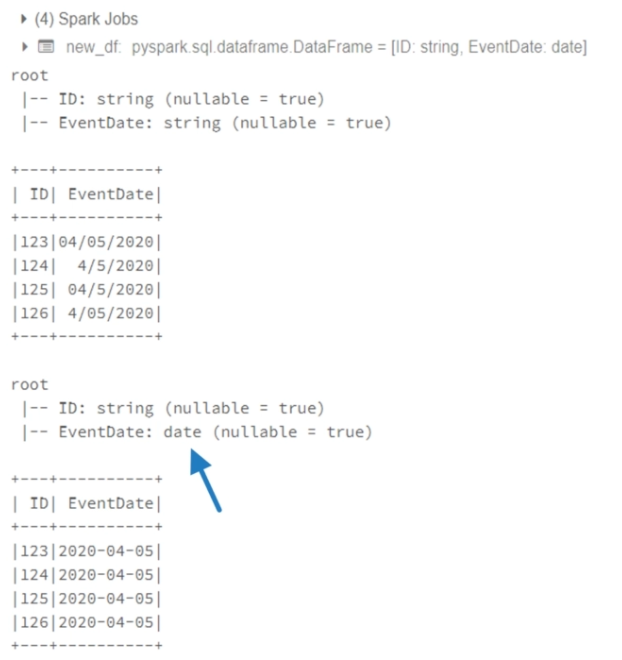 (4) Spark Jobs
new_df: pyspark.sql.dataframe.DataFrame = [ID: string, EventDate: date]
root
|-- ID: string (nullable = true)
|-- EventDate: string (nullable = true)
+---+----------+
| ID| EventDate|
+---+----------+
|123|04/05/2020|
|124|  4/5/2020|
|125| 04/5/2020|
|126| 4/05/2020|
+---+----------+
root
|-- ID: string (nullable = true)
|-- EventDate: date (nullable = true)
+---+----------+
| ID| EventDate|
+---+----------+
|123|2020-04-05|
|124|2020-04-05|
|125|2020-04-05|
|126|2020-04-05|
+---+----------+